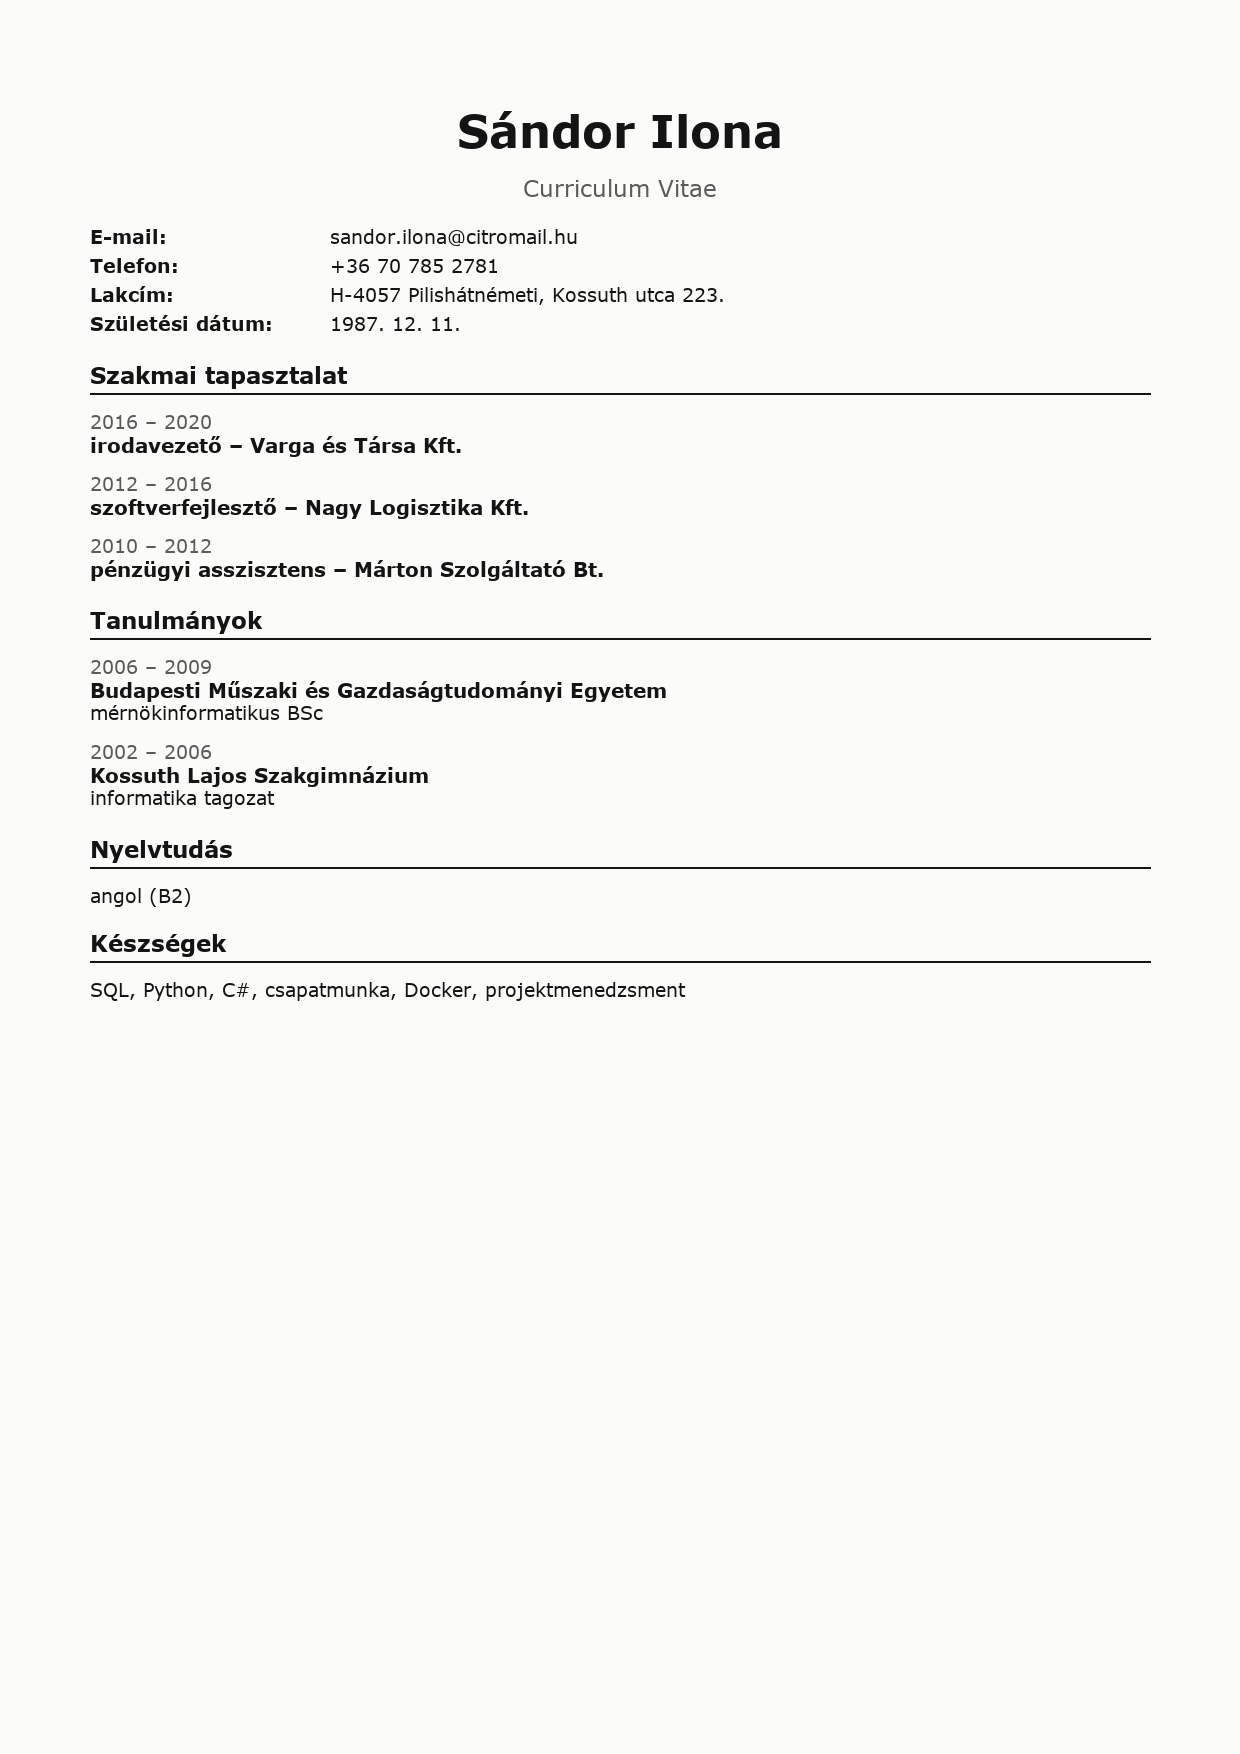 Sándor Ilona
Curriculum Vitae
E-mail: sandor.ilona@citromail.hu
Telefon: +36 70 785 2781
Lakcím: H-4057 Pilishátnémeti, Kossuth utca 223.
Születési dátum: 1987. 12. 11.
Szakmai tapasztalat
2016 – 2020
irodavezető – Varga és Társa Kft.
2012 – 2016
szoftverfejlesztő – Nagy Logisztika Kft.
2010 – 2012
pénzügyi asszisztens – Márton Szolgáltató Bt.
Tanulmányok
2006 – 2009
Budapesti Műszaki és Gazdaságtudományi Egyetem
mérnökinformatikus BSc
2002 – 2006
Kossuth Lajos Szakgimnázium
informatika tagozat
Nyelvtudás
angol (B2)
Készségek
SQL, Python, C#, csapatmunka, Docker, projektmenedzsment